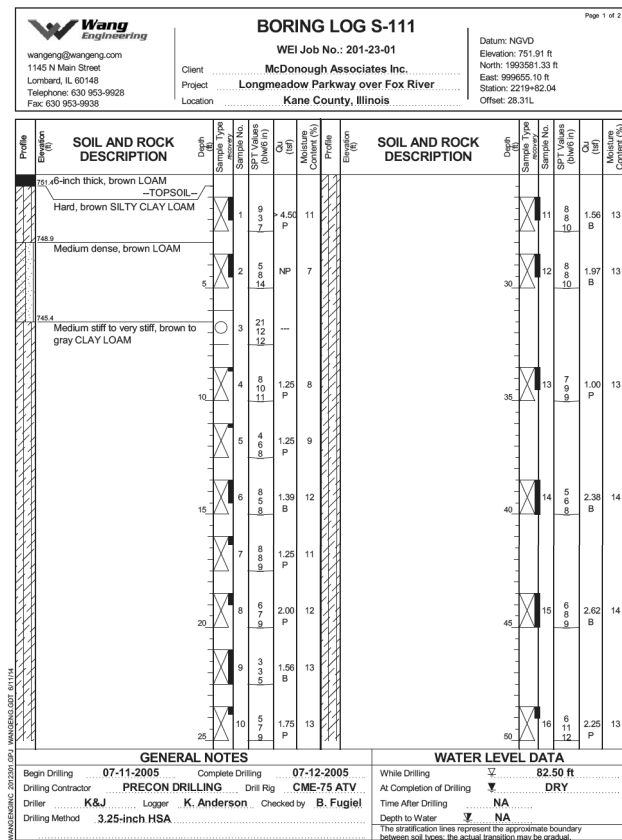 Page 1 of 2
Wang
Engineering
wangeng@wangeng.com
1145 N Main Street
Lombard, IL 60148
Telephone: 630 953-9928
Fax: 630 953-9938
BORING LOG S-111
WEI Job No.: 201-23-01
Client McDonough Associates Inc.
Project Longmeadow Parkway over Fox River
Location Kane County, Illinois
Datum: NGVD
Elevation: 751.91 ft
North: 1993581.33 ft
East: 999655.10 ft
Station: 2219+82.04
Offset: 28.31L
Profile
Elevation (ft)
SOIL AND ROCK DESCRIPTION
Depth (ft)
Sample Type recovery
Sample No.
SPT Values (blw/6 in)
Qu (tsf)
Moisture Content (%)
Profile
Elevation (ft)
SOIL AND ROCK DESCRIPTION
Depth (ft)
Sample Type recovery
Sample No.
SPT Values (blw/6 in)
Qu (tsf)
Moisture Content (%)
751.4 6-inch thick, brown LOAM
--TOPSOIL--
Hard, brown SILTY CLAY LOAM
1 9 3 7 > 4.50 P 11
748.9
Medium dense, brown LOAM
5 2 5 8 14 NP 7
745.4
Medium stiff to very stiff, brown to
gray CLAY LOAM
3 21 12 12 ---
10 4 8 10 11 1.25 P 8
5 4 6 8 1.25 P 9
15 6 8 5 8 1.39 B 12
7 8 8 9 1.25 P 11
20 8 6 7 9 2.00 P 12
9 3 3 5 1.56 B 13
25 10 5 7 9 1.75 P 13
11 8 8 10 1.56 B 13
30 12 8 8 10 1.97 B 13
35 13 7 9 9 1.00 P 13
40 14 5 6 8 2.38 B 14
45 15 6 8 9 2.62 B 14
50 16 6 11 12 2.25 P 13
GENERAL NOTES
Begin Drilling 07-11-2005 Complete Drilling 07-12-2005
Drilling Contractor PRECON DRILLING Drill Rig CME-75 ATV
Driller K&J Logger K. Anderson Checked by B. Fugiel
Drilling Method 3.25-inch HSA
WATER LEVEL DATA
While Drilling 82.50 ft
At Completion of Drilling DRY
Time After Drilling NA
Depth to Water NA
The stratification lines represent the approximate boundary
between soil types; the actual transition may be gradual.
WANGENGINC 2012301.GPJ WANGENG.GDT 6/11/14